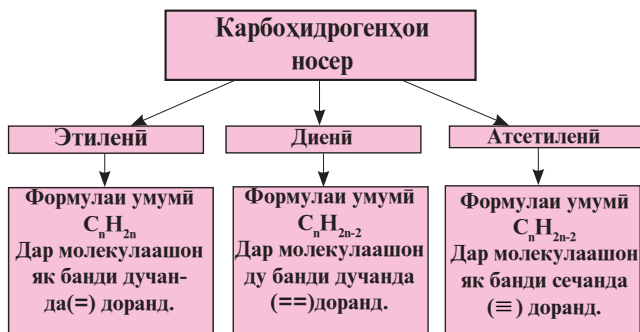 Карбоҳидрогенҳои
носер
Этиленӣ
Диенӣ
Атсетиленӣ
Формулаи умумӣ
CₙH₂ₙ
Дар молекулаашон
як банди дучан-
да(=) доранд.
Формулаи умумӣ
CₙH₂ₙ₋₂
Дар молекулаашон
ду банди дучанда
(==)доранд.
Формулаи умумӣ
CₙH₂ₙ₋₂
Дар молекулаашон
як банди сечанда
(≡) доранд.